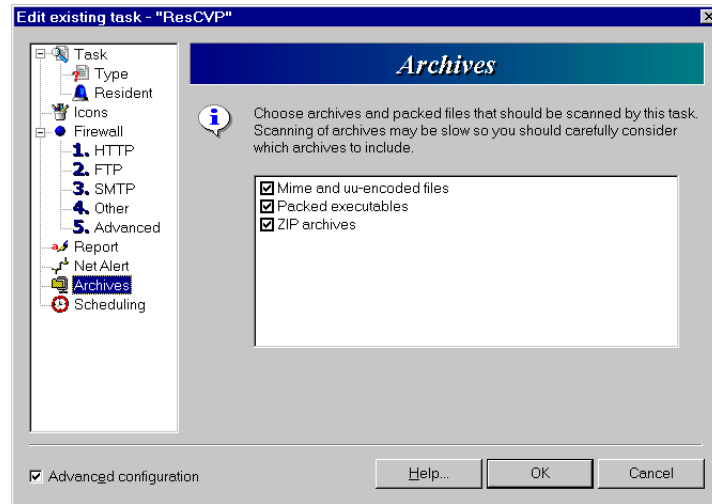 Edit existing task - "ResCVP"
Task
Type
Resident
Icons
Firewall
1. HTTP
2. FTP
3. SMTP
4. Other
5. Advanced
Report
Net Alert
Archives
Scheduling
Archives
Choose archives and packed files that should be scanned by this task.
Scanning of archives may be slow so you should carefully consider
which archives to include.
Mime and uu-encoded files
Packed executables
ZIP archives
Advanced configuration
Help...
OK
Cancel